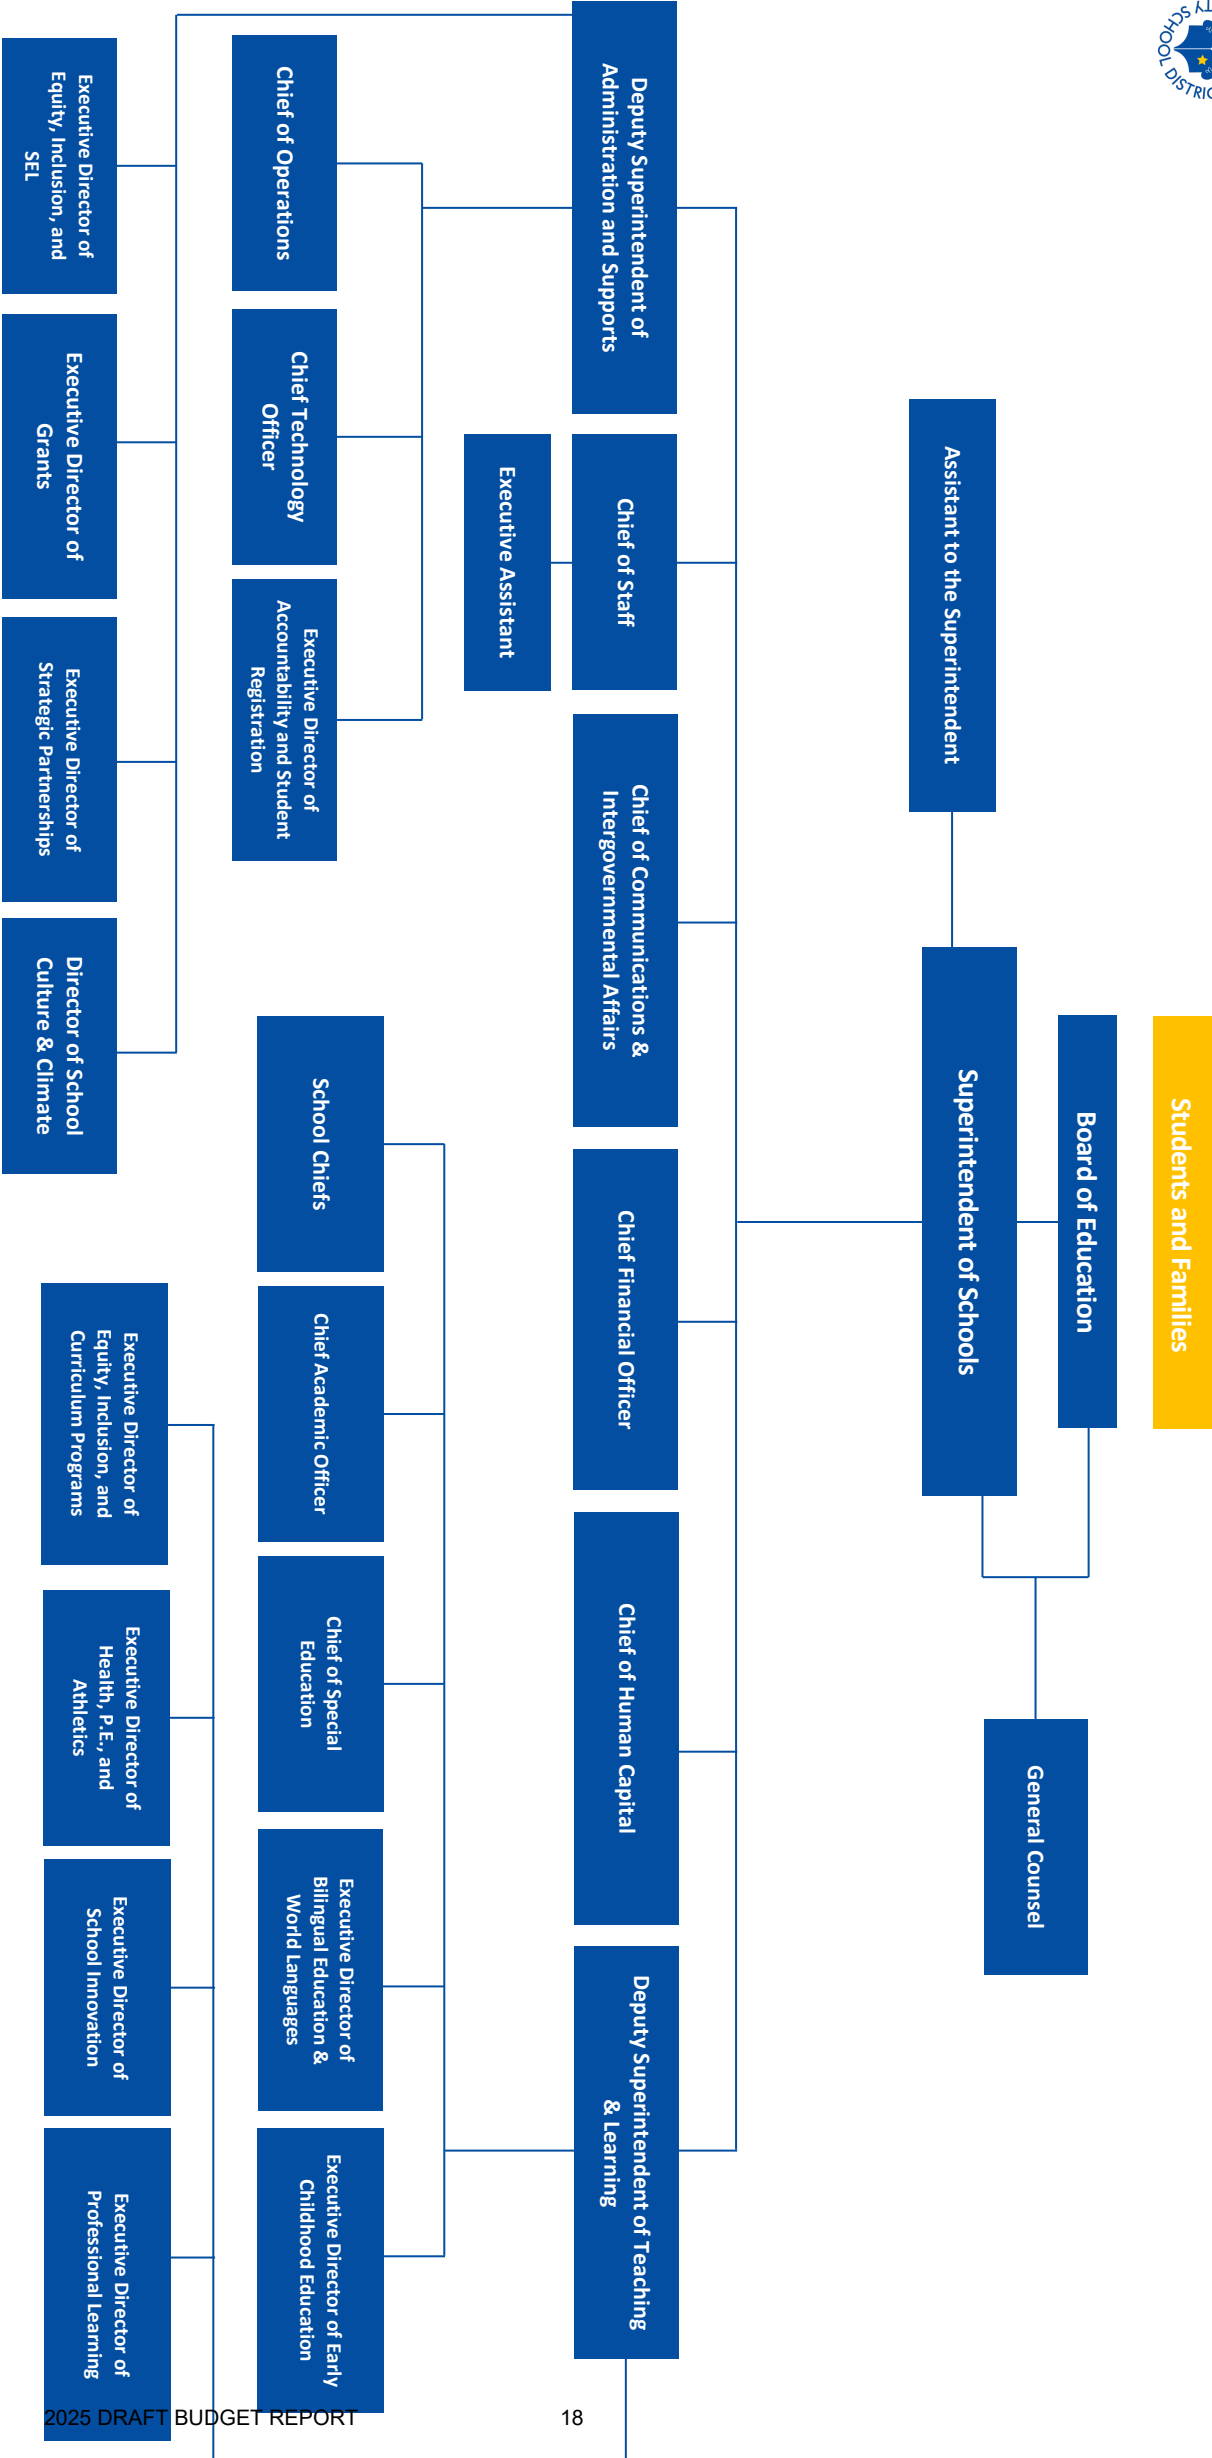 Students and Families
Board of Education
Superintendent of Schools
Assistant to the Superintendent
General Counsel
Deputy Superintendent of
Administration and Supports
Chief of Staff
Chief of Communications &
Intergovernmental Affairs
Chief Financial Officer
Chief of Human Capital
Deputy Superintendent of Teaching
& Learning
Executive Assistant
Chief of Operations
Chief Technology
Officer
Executive Director of
Accountability and Student
Registration
School Chiefs
Chief Academic Officer
Chief of Special
Education
Executive Director of
Bilingual Education &
World Languages
Executive Director of Early
Childhood Education
Executive Director of
Equity, Inclusion, and
SEL
Executive Director of
Grants
Executive Director of
Strategic Partnerships
Director of School
Culture & Climate
Executive Director of
Equity, Inclusion, and
Curriculum Programs
Executive Director of
Health, P.E., and
Athletics
Executive Director of
School Innovation
Executive Director of
Professional Learning
2025 DRAFT BUDGET REPORT 18